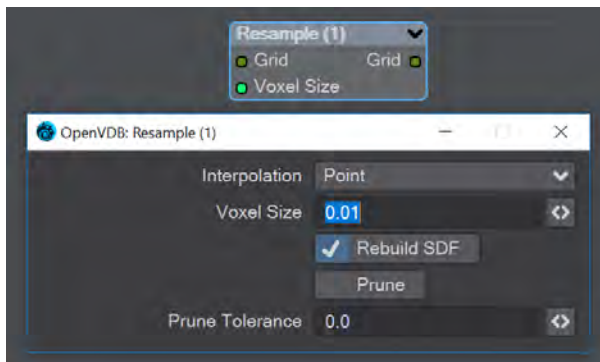 Resample (1)
Grid Grid
Voxel Size
OpenVDB: Resample (1)
Interpolation Point
Voxel Size 0.01
Rebuild SDF
Prune
Prune Tolerance 0.0